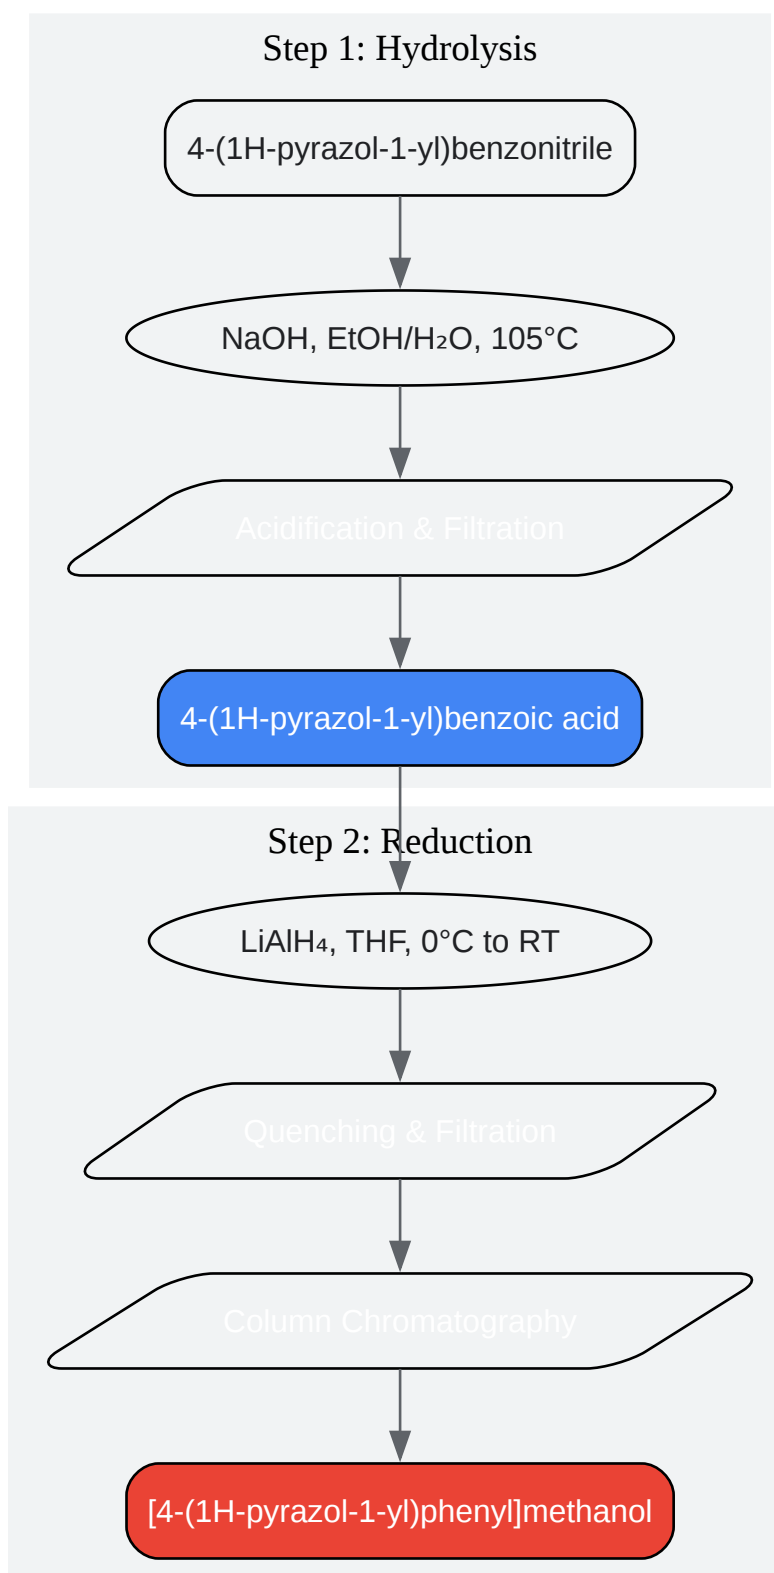 Step 1: Hydrolysis
4-(1H-pyrazol-1-yl)benzonitrile
NaOH, EtOH/H₂O, 105°C
Acidification & Filtration
4-(1H-pyrazol-1-yl)benzoic acid
Step 2: Reduction
LiAlH₄, THF, 0°C to RT
Quenching & Filtration
Column Chromatography
[4-(1H-pyrazol-1-yl)phenyl]methanol